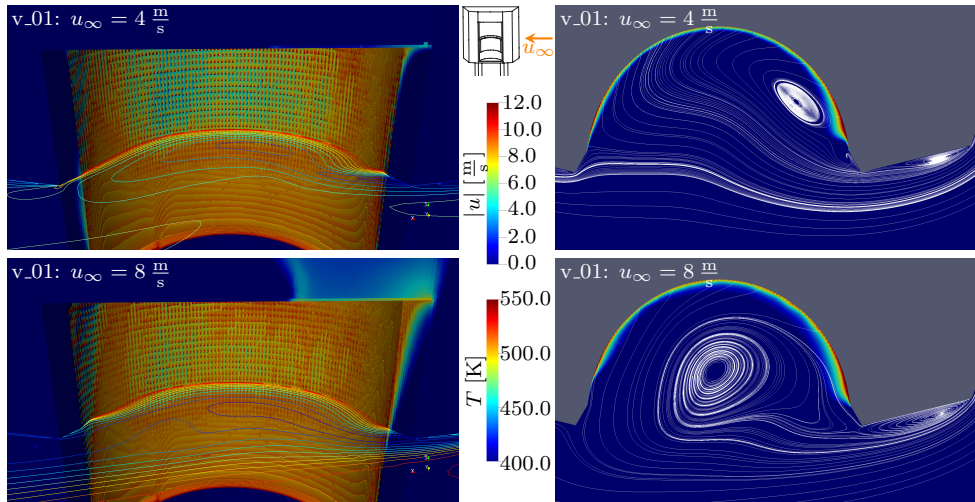 v_01: u∞ = 4 m/s
u∞
v_01: u∞ = 4 m/s
|u| [m/s]
12.0
10.0
8.0
6.0
4.0
2.0
0.0
v_01: u∞ = 8 m/s
T [K]
550.0
500.0
450.0
400.0
v_01: u∞ = 8 m/s